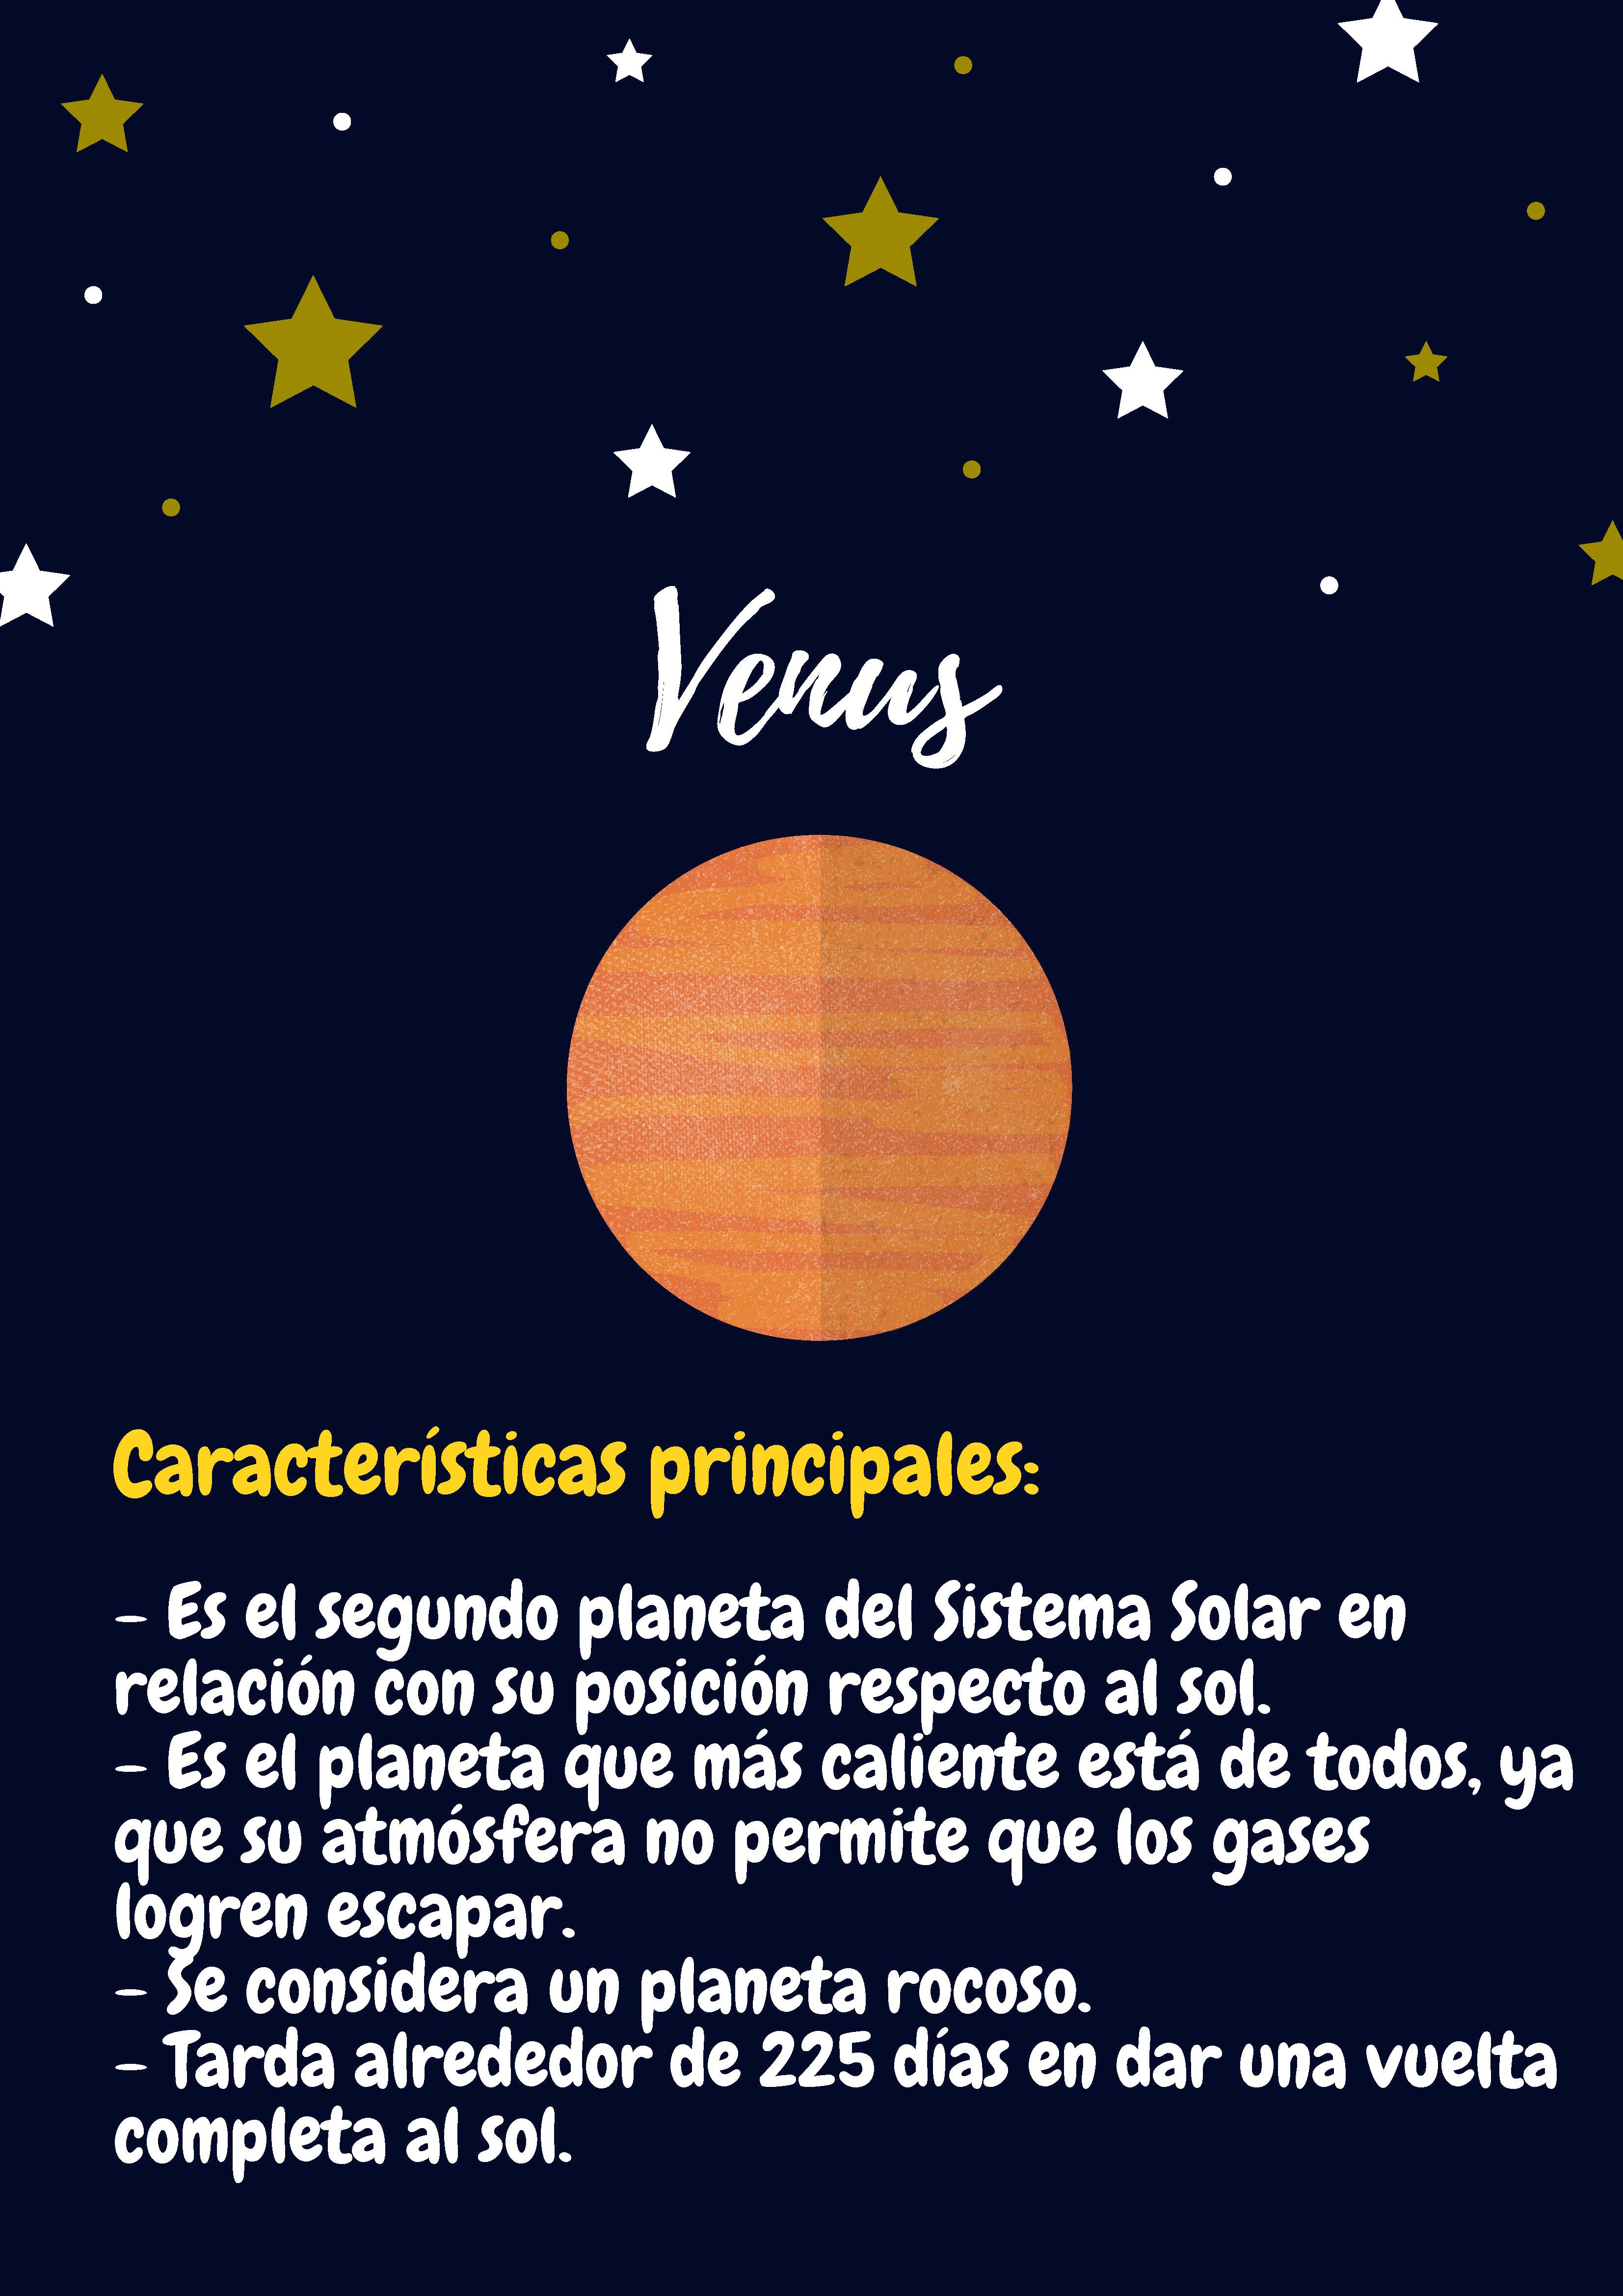 Venus
Características principales:
- Es el segundo planeta del Sistema Solar en
relación con su posición respecto al sol.
- Es el planeta que más caliente está de todos, ya
que su atmósfera no permite que los gases
logren escapar.
- Se considera un planeta rocoso.
- Tarda alrededor de 225 días en dar una vuelta
completa al sol.